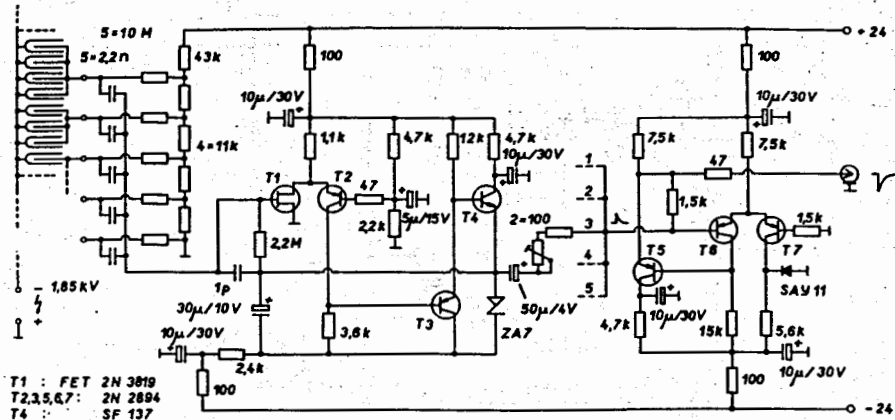 5=10 M
5=2,2n
43k
4=11k
100
10µ/30V
+
1,1k
4,7k
12k
4,7k
10µ/30V
+
T1
T2
47
+
5µ/15V
2,2k
T4
2,2M
1p
30µ/10V
+
10µ/30V
+
2,4k
100
3,6k
T3
ZA7
+
50µ/4V
2=100
1
2
3
4
5
λ
+24
100
10µ/30V
+
7,5k
7,5k
47
1,5k
T5
T6
T7
1,5k
SAY 11
+
10µ/30V
4,7k
15k
5,6k
+
10µ/30V
100
-24
- 1,85 kV
+
T1 : FET 2N 3819
T2,3,5,6,7: 2N 2894
T4 : SF 137